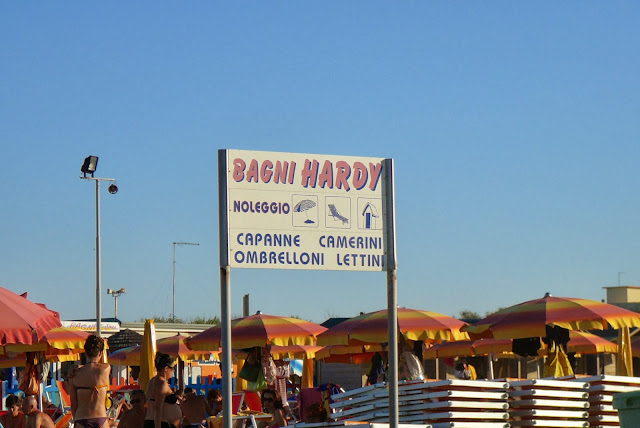 BAGNI HARDY
NOLEGGIO
CAPANNE CAMERINI
OMBRELLONI LETTINI